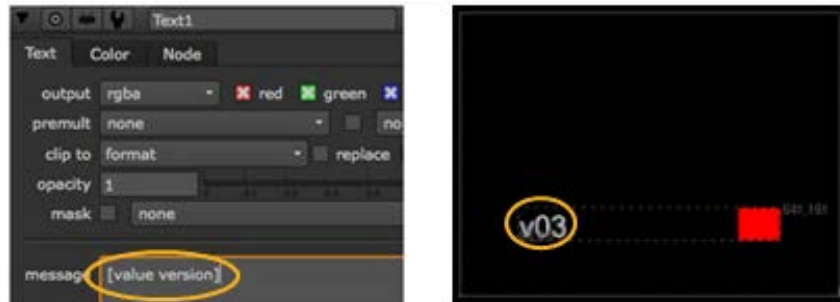 Text1
Text Color Node
output rgba red green
premult none no
clip to format replace
opacity 1
mask none
message [value version]
v03